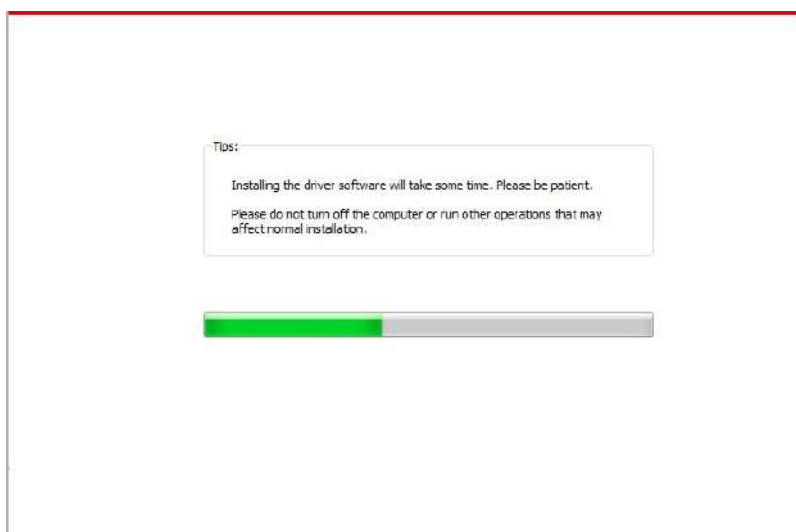 Tips:
Installing the driver software will take some time. Please be patient.
Please do not turn off the computer or run other operations that may
affect normal installation.